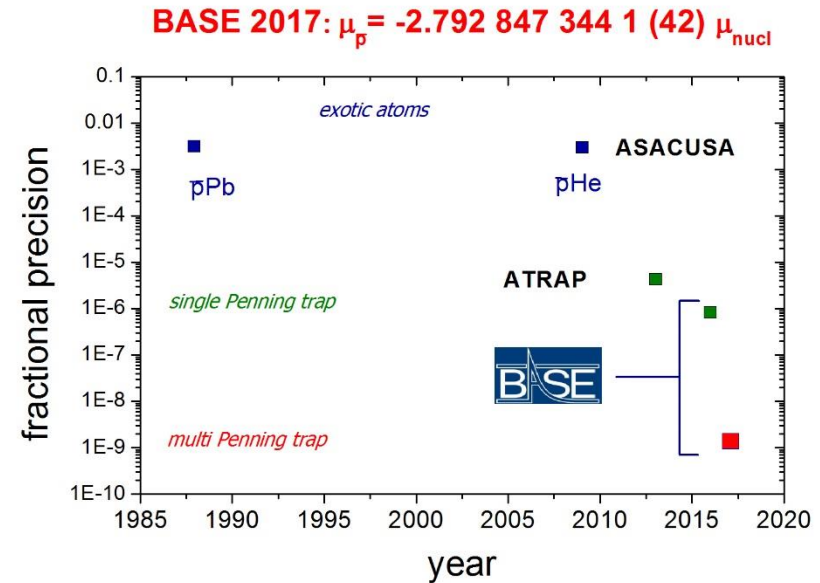 BASE 2017: μp̅= -2.792 847 344 1 (42) μnucl
0.1
0.01
1E-3
1E-4
1E-5
1E-6
1E-7
1E-8
1E-9
1E-10
fractional precision
exotic atoms
ASACUSA
p̅Pb
p̅He
ATRAP
single Penning trap
BASE
multi Penning trap
1985 1990 1995 2000 2005 2010 2015 2020
year